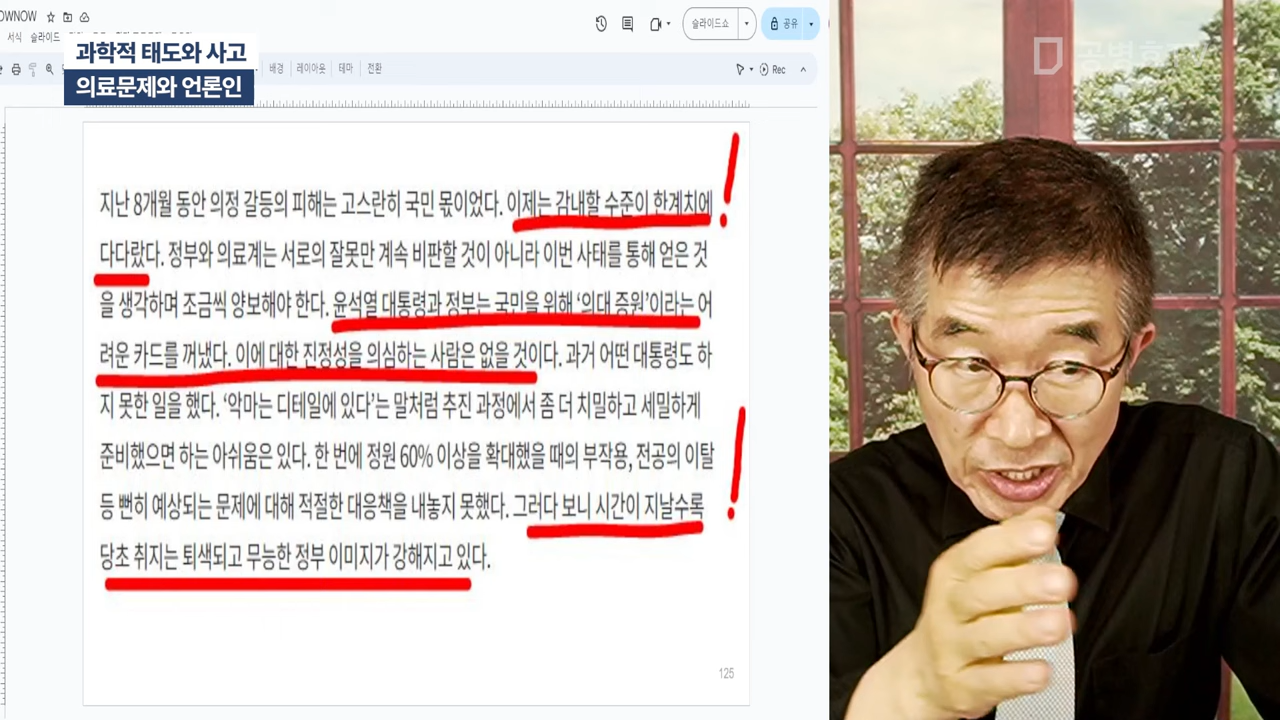 OWNOW
서식 슬라이드
과학적 태도와 사고
의료문제와 언론인
배경 레이아웃 테마 전환
슬라이드쇼
공유
Rec
공병호TV
지난 8개월 동안 의정 갈등의 피해는 고스란히 국민 몫이었다. 이제는 감내할 수준이 한계치에
다다랐다. 정부와 의료계는 서로의 잘못만 계속 비판할 것이 아니라 이번 사태를 통해 얻은 것
을 생각하며 조금씩 양보해야 한다. 윤석열 대통령과 정부는 국민을 위해 ‘의대 증원’이라는 어
려운 카드를 꺼냈다. 이에 대한 진정성을 의심하는 사람은 없을 것이다. 과거 어떤 대통령도 하
지 못한 일을 했다. ‘악마는 디테일에 있다’는 말처럼 추진 과정에서 좀 더 치밀하고 세밀하게
준비했으면 하는 아쉬움은 있다. 한 번에 정원 60% 이상을 확대했을 때의 부작용, 전공의 이탈
등 뻔히 예상되는 문제에 대해 적절한 대응책을 내놓지 못했다. 그러다 보니 시간이 지날수록
당초 취지는 퇴색되고 무능한 정부 이미지가 강해지고 있다.
125